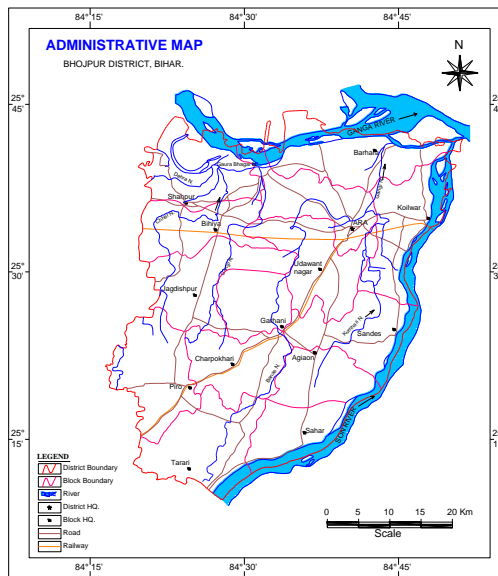 84° 15'
84° 30'
84° 45'
ADMINISTRATIVE MAP
BHOJPUR DISTRICT, BIHAR.
N
25°
45'
GANGA RIVER
Barhara
Shahpur
Koilwar
Bihiya
ARA
25°
30'
Udawant
nagar
Jagdishpur
Garhani
Kumhari N.
Sandes
Charpokhari
Agiaon
Banas N.
Piro
25°
15'
SON RIVER
Sahar
Tarari
LEGEND
District Boundary
Block Boundary
River
District HQ.
Block HQ.
Road
Railway
0 5 10 20 Km
Scale
84° 15'
84° 30'
84° 45'